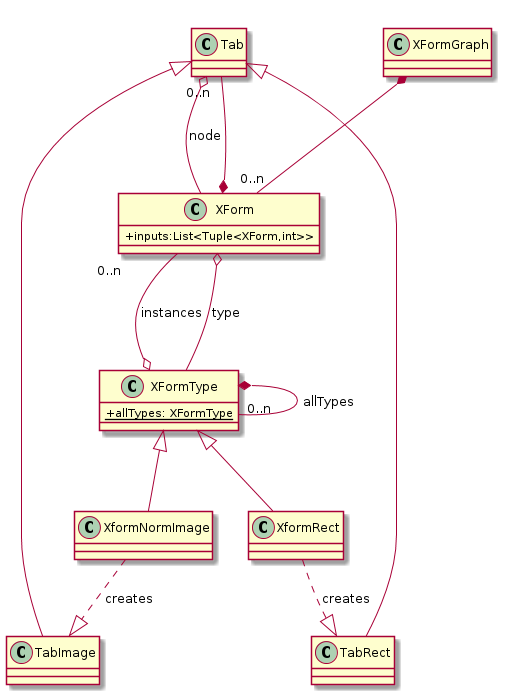 C Tab
C XFormGraph
0..n
node
0..n
C XForm
+inputs:List<Tuple<XForm,int>>
0..n
instances
type
C XFormType
+allTypes: XFormType
allTypes
0..n
C XformNormImage
C XformRect
creates
creates
C TabImage
C TabRect